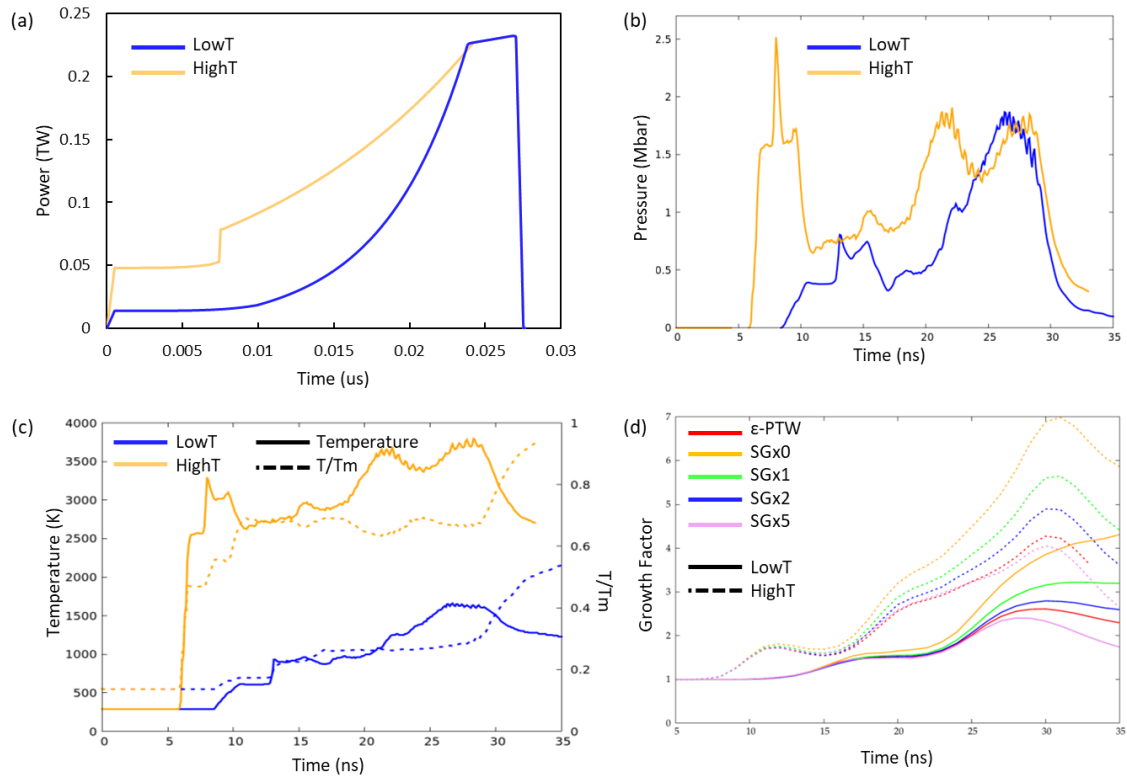 (a)
0.25
0.2
0.15
0.1
0.05
0
Power (TW)
LowT
HighT
0 0.005 0.01 0.015 0.02 0.025 0.03
Time (us)
(b)
2.5
2
1.5
1
0.5
0
Pressure (Mbar)
LowT
HighT
0 5 10 15 20 25 30 35
Time (ns)
(c)
4000
3500
3000
2500
2000
1500
1000
500
0
Temperature (K)
LowT
HighT
Temperature
T/Tm
1
0.8
0.6
0.4
0.2
0
T/Tm
0 5 10 15 20 25 30 35
Time (ns)
(d)
7
6
5
4
3
2
1
0
Growth Factor
ε-PTW
SGx0
SGx1
SGx2
SGx5
LowT
HighT
5 10 15 20 25 30 35
Time (ns)